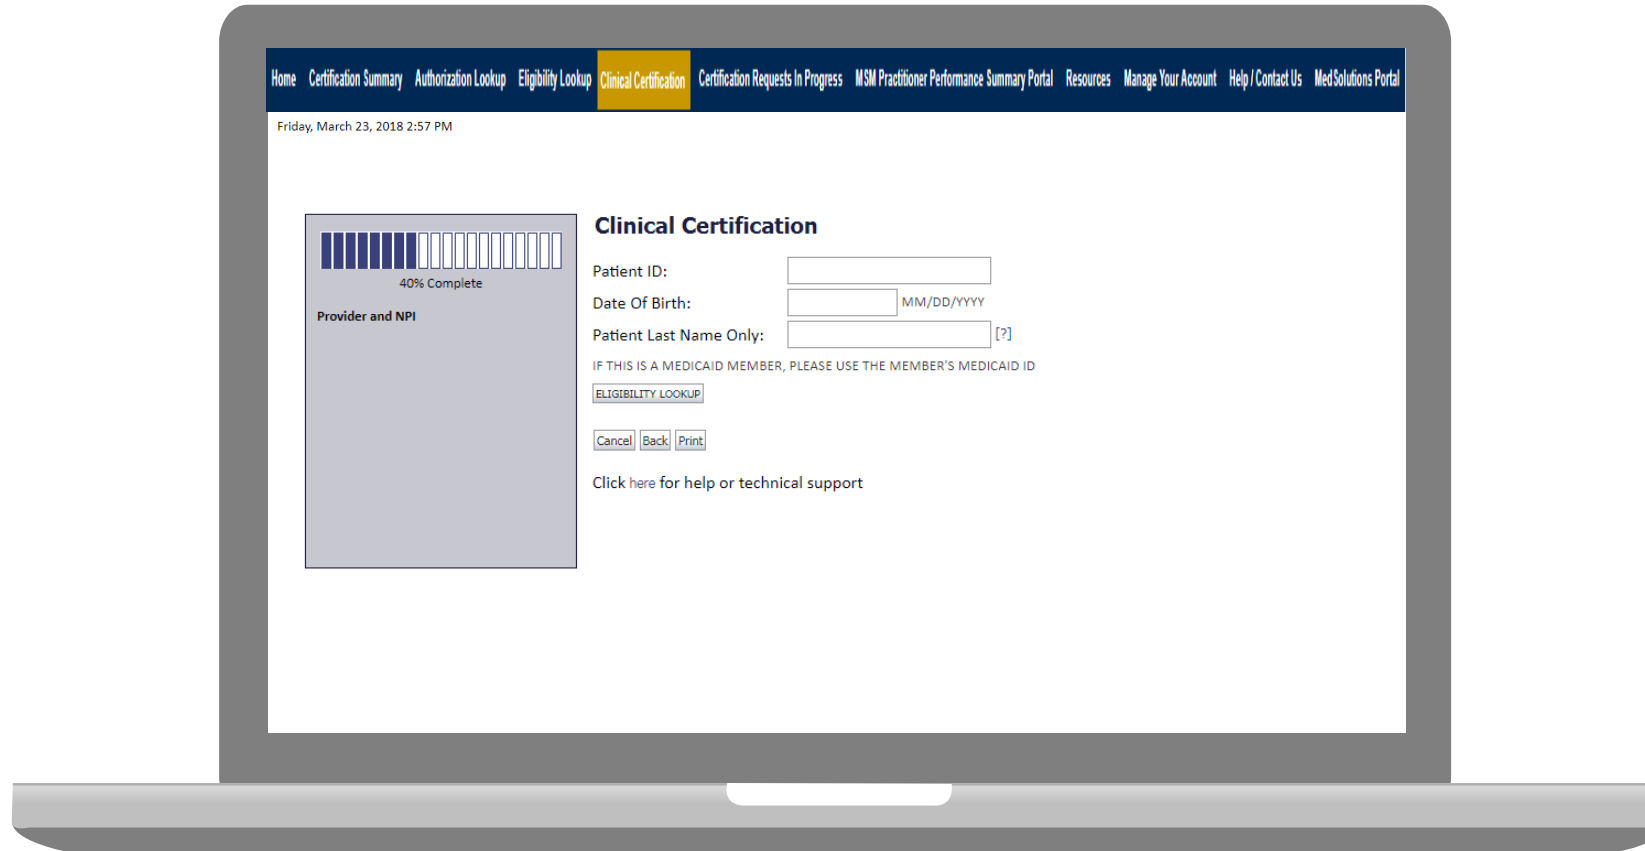 Home Certification Summary Authorization Lookup Eligibility Lookup Clinical Certification Certification Requests In Progress MSM Practitioner Performance Summary Portal Resources Manage Your Account Help / Contact Us MedSolutions Portal
Friday, March 23, 2018 2:57 PM
40% Complete
Provider and NPI
Clinical Certification
Patient ID:
Date Of Birth: MM/DD/YYYY
Patient Last Name Only: [?]
IF THIS IS A MEDICAID MEMBER, PLEASE USE THE MEMBER'S MEDICAID ID
ELIGIBILITY LOOKUP
Cancel Back Print
Click here for help or technical support